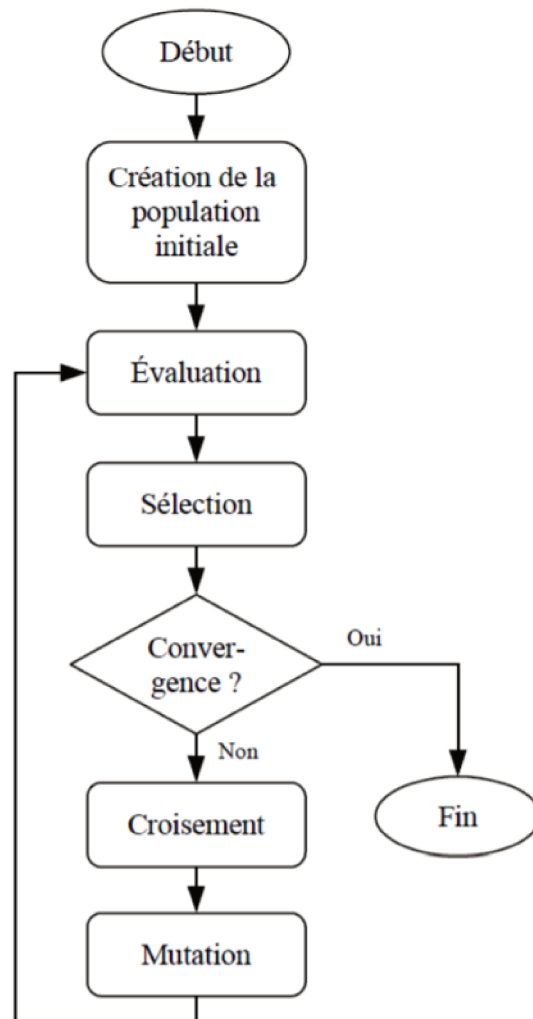 Début
Création de la
population
initiale
Évaluation
Sélection
Conver-
gence ?
Oui
Non
Croisement
Fin
Mutation